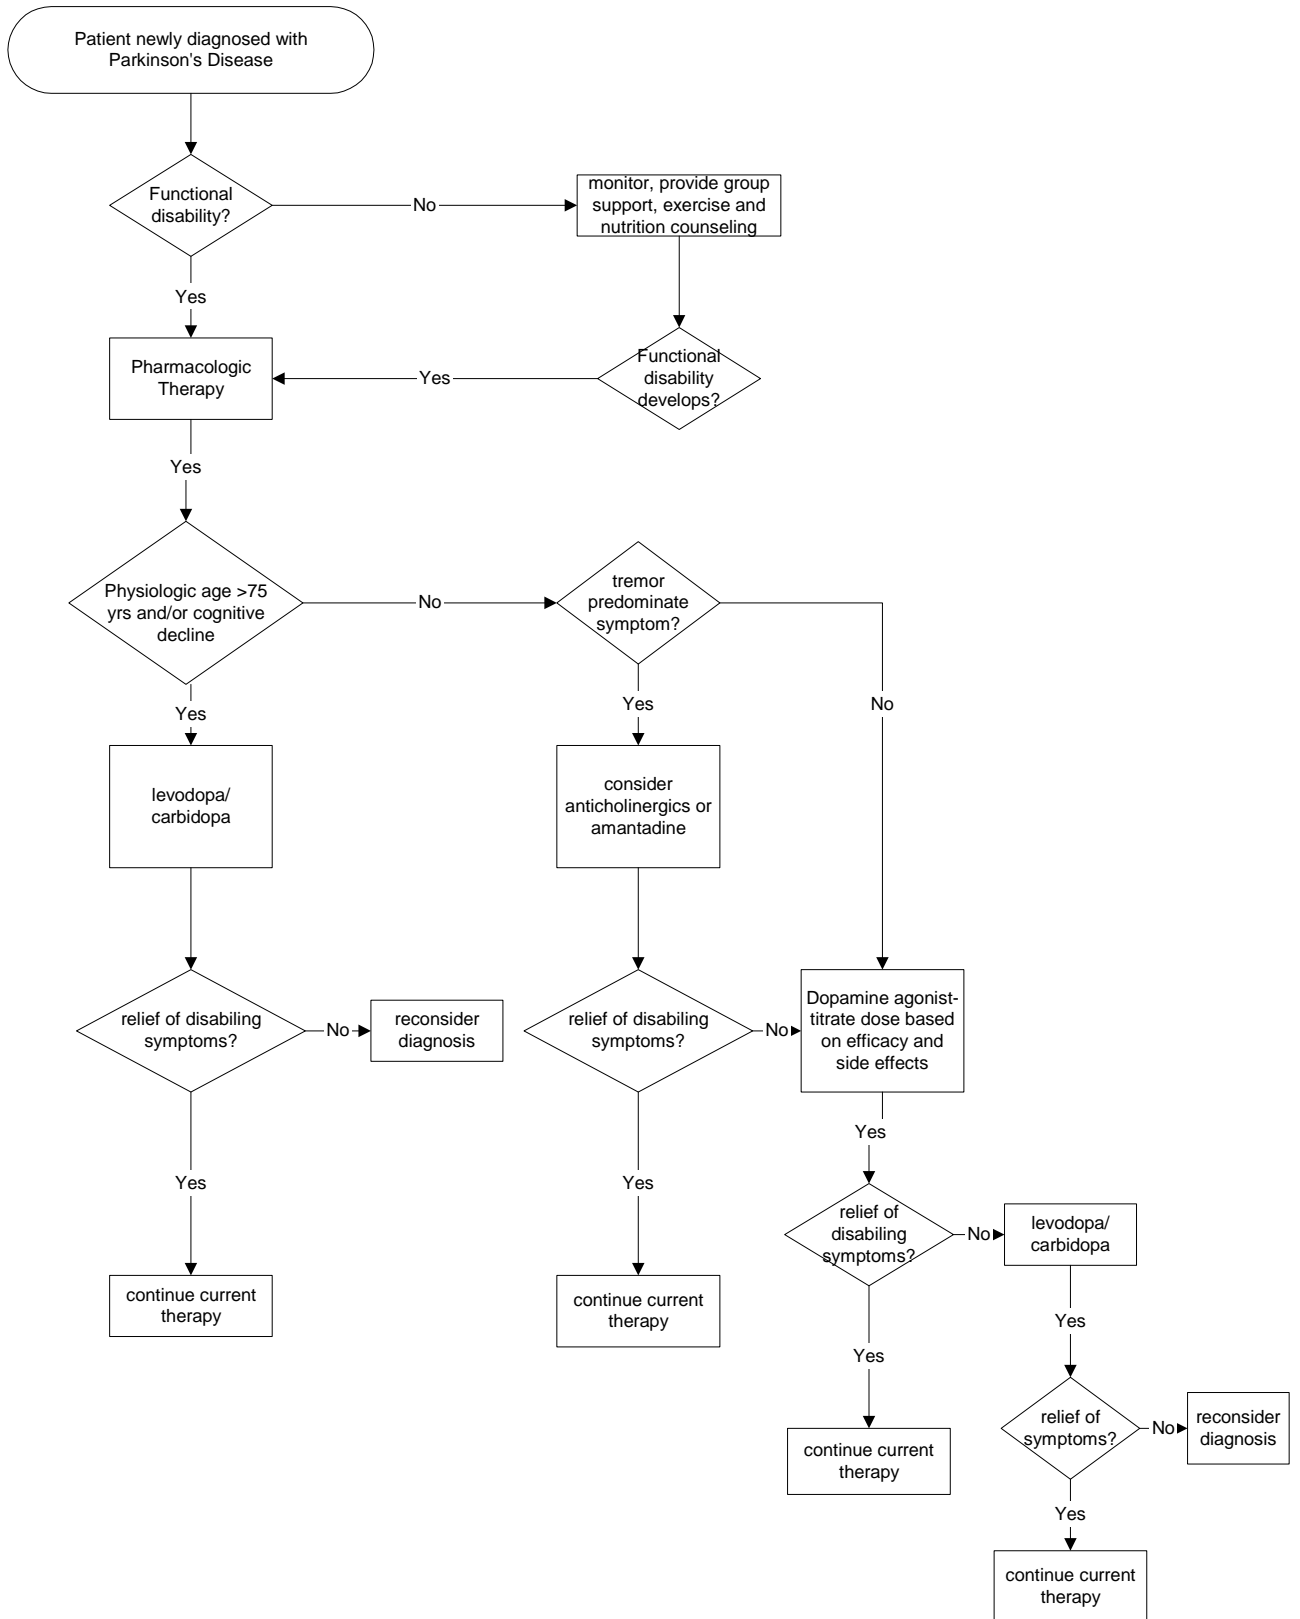 Patient newly diagnosed with
Parkinson's Disease
Functional
disability?
No
monitor, provide group
support, exercise and
nutrition counseling
Yes
Pharmacologic
Therapy
Yes
Functional
disability
develops?
Yes
Physiologic age >75
yrs and/or cognitive
decline
No
tremor
predominate
symptom?
Yes
Yes
No
levodopa/
carbidopa
consider
anticholinergics or
amantadine
relief of disabiling
symptoms?
No
reconsider
diagnosis
relief of disabiling
symptoms?
No
Dopamine agonist-
titrate dose based
on efficacy and
side effects
Yes
Yes
Yes
relief of
disabiling
symptoms?
No
levodopa/
carbidopa
continue current
therapy
continue current
therapy
Yes
Yes
relief of
symptoms?
No
reconsider
diagnosis
continue current
therapy
Yes
continue current
therapy